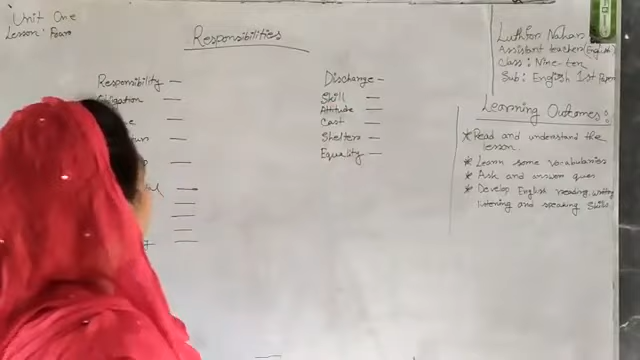 Unit One
Lesson: Four
Responsibilities
Luthfon Nahar
Assistant teacher (English)
Class: Nine-ten
Sub: English 1st Paper
Responsibility —
Obligation —
Discharge -
Skill —
Attitude —
Cast —
Shelters —
Equality —
Learning Outcomes:
* Read and understand the
lesson.
* Learn some vocabularies
* Ask and answer ques
* Develop English reading, writing
listening and speaking Skills